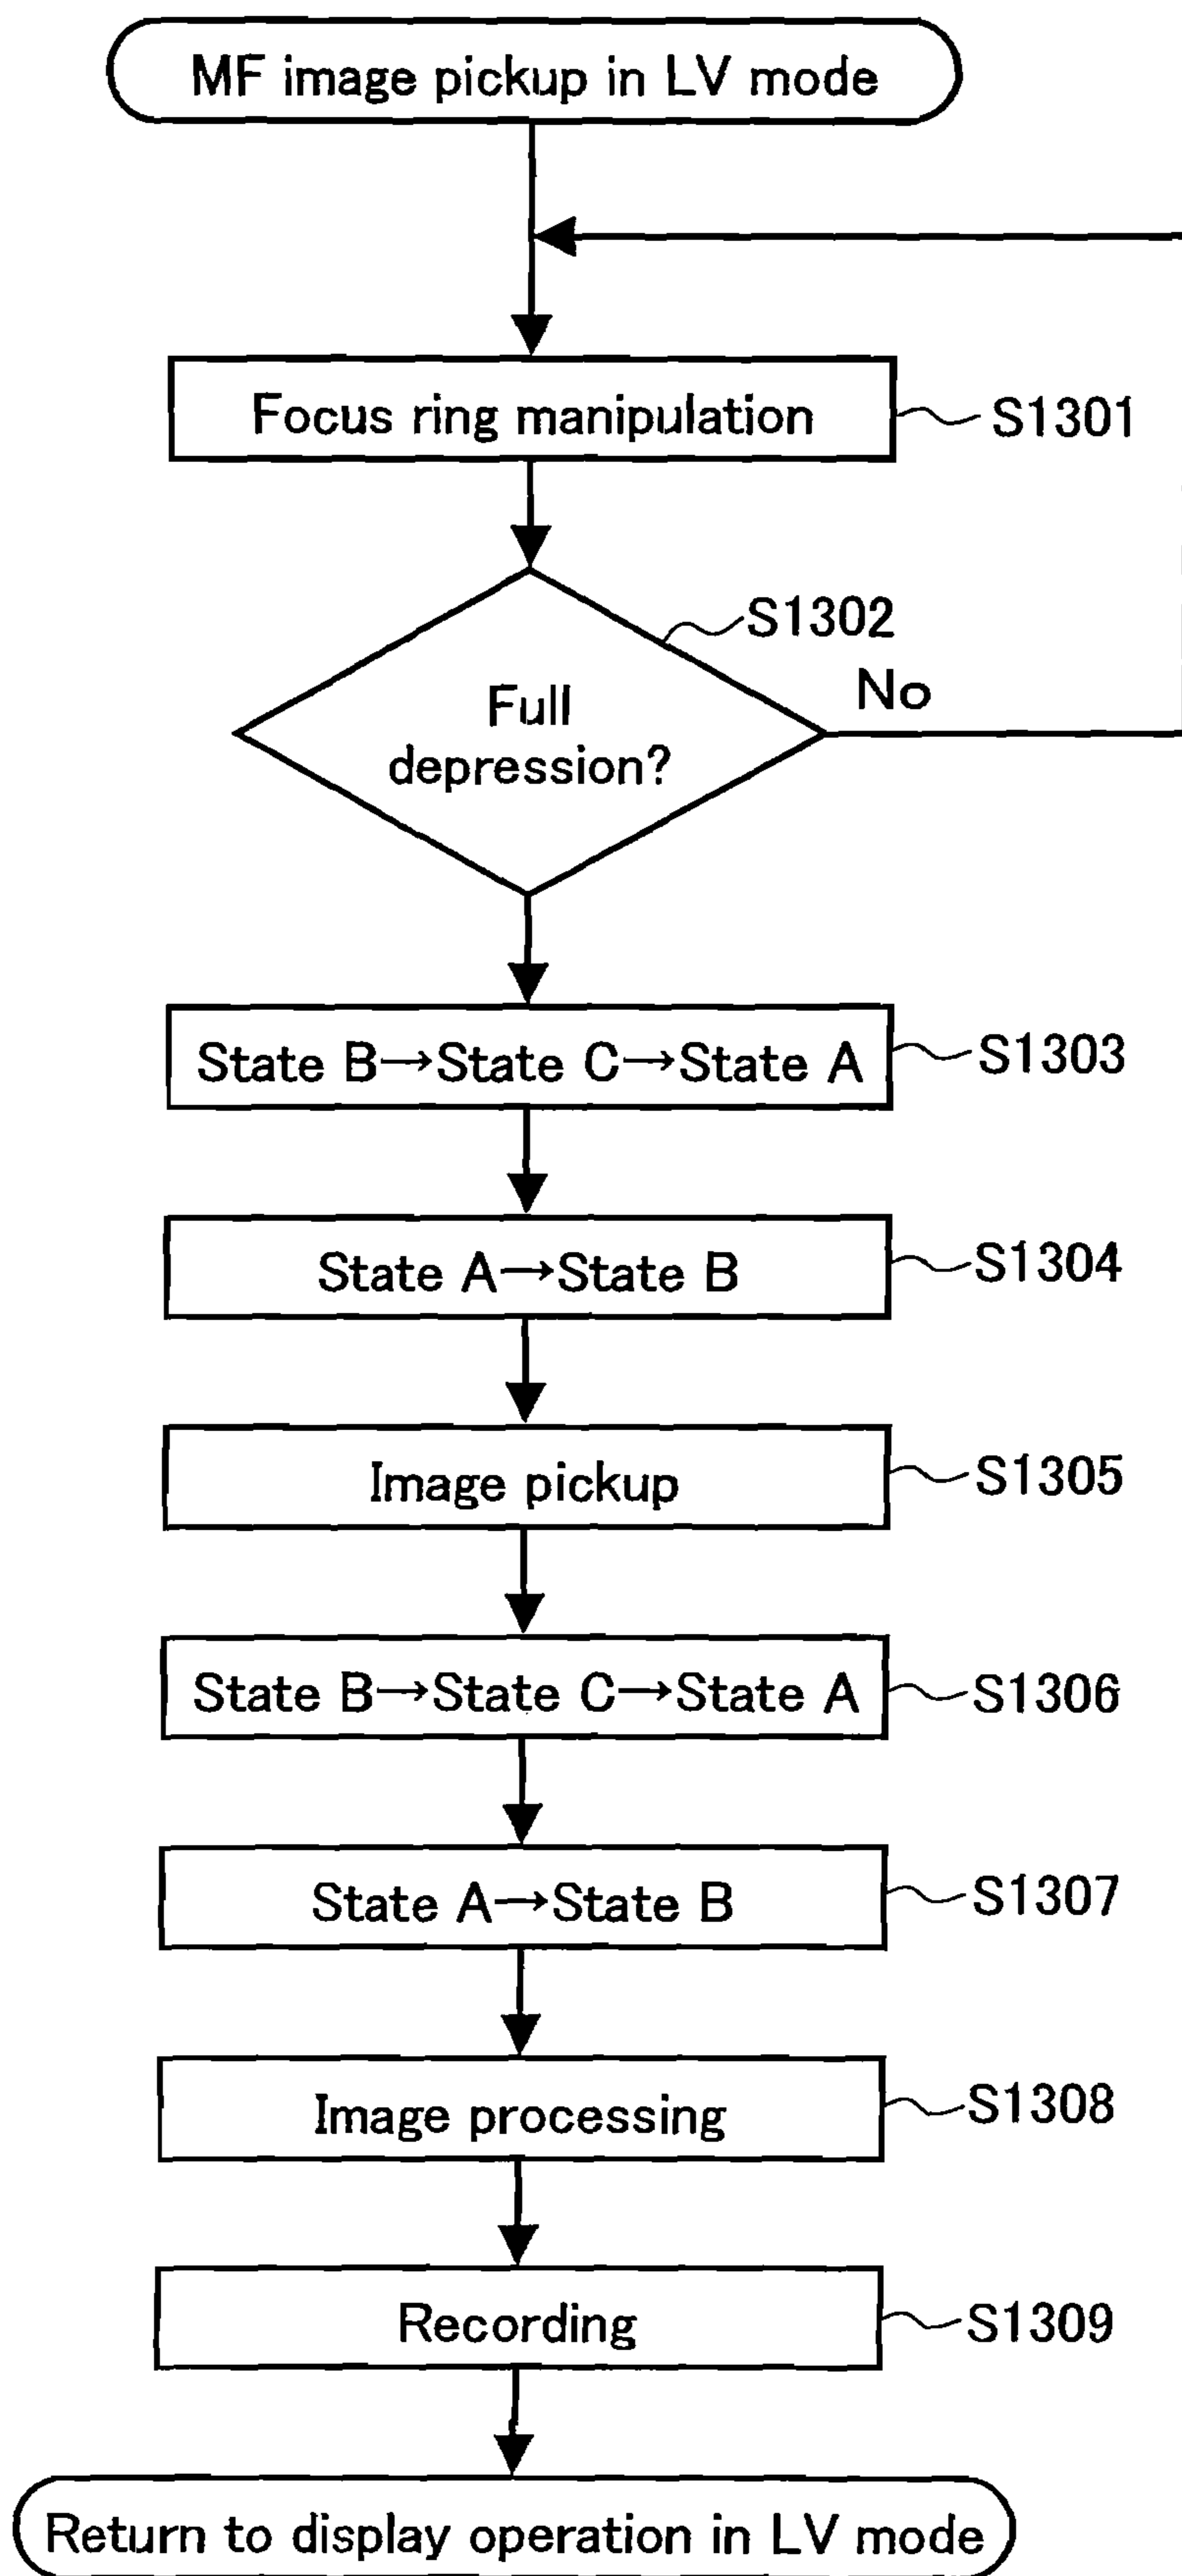 MF image pickup in LV mode
Focus ring manipulation
S1301
S1302
No
Full
depression?
State B→State C→State A
S1303
State A→State B
S1304
Image pickup
S1305
State B→State C→State A
S1306
State A→State B
S1307
Image processing
S1308
Recording
S1309
Return to display operation in LV mode